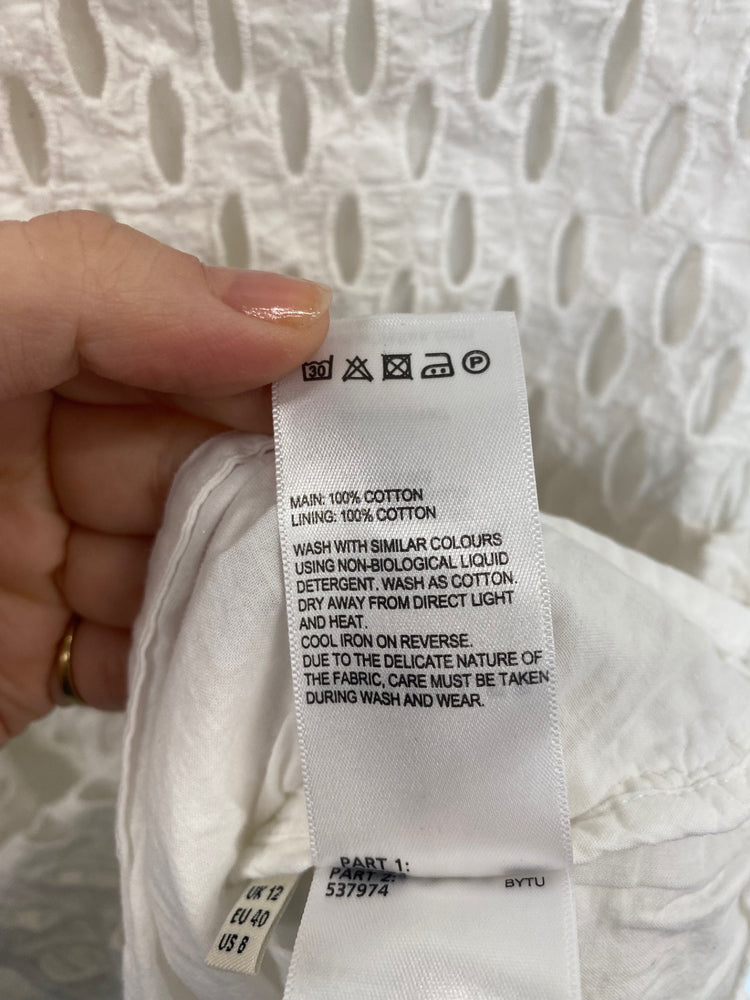 30 P
MAIN: 100% COTTON
LINING: 100% COTTON
WASH WITH SIMILAR COLOURS
USING NON-BIOLOGICAL LIQUID
DETERGENT. WASH AS COTTON.
DRY AWAY FROM DIRECT LIGHT
AND HEAT.
COOL IRON ON REVERSE.
DUE TO THE DELICATE NATURE OF
THE FABRIC, CARE MUST BE TAKEN
DURING WASH AND WEAR.
PART 1:
PART 2:
537974 BYTU
UK 12
EU 40
US 8